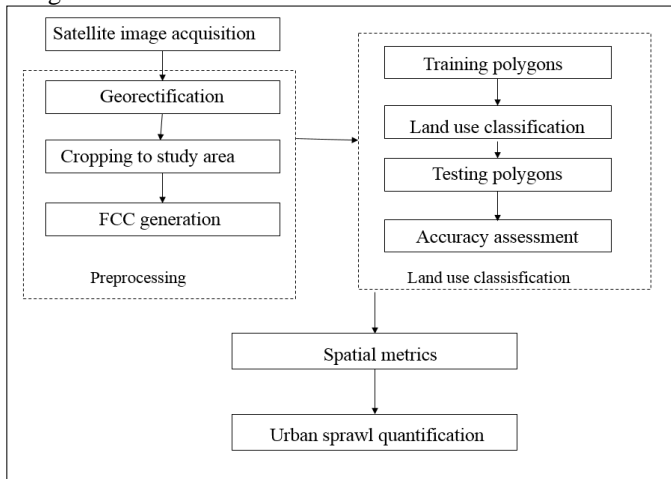 Satellite image acquisition
Georectification
Cropping to study area
FCC generation
Preprocessing
Training polygons
Land use classification
Testing polygons
Accuracy assessment
Land use classisfication
Spatial metrics
Urban sprawl quantification